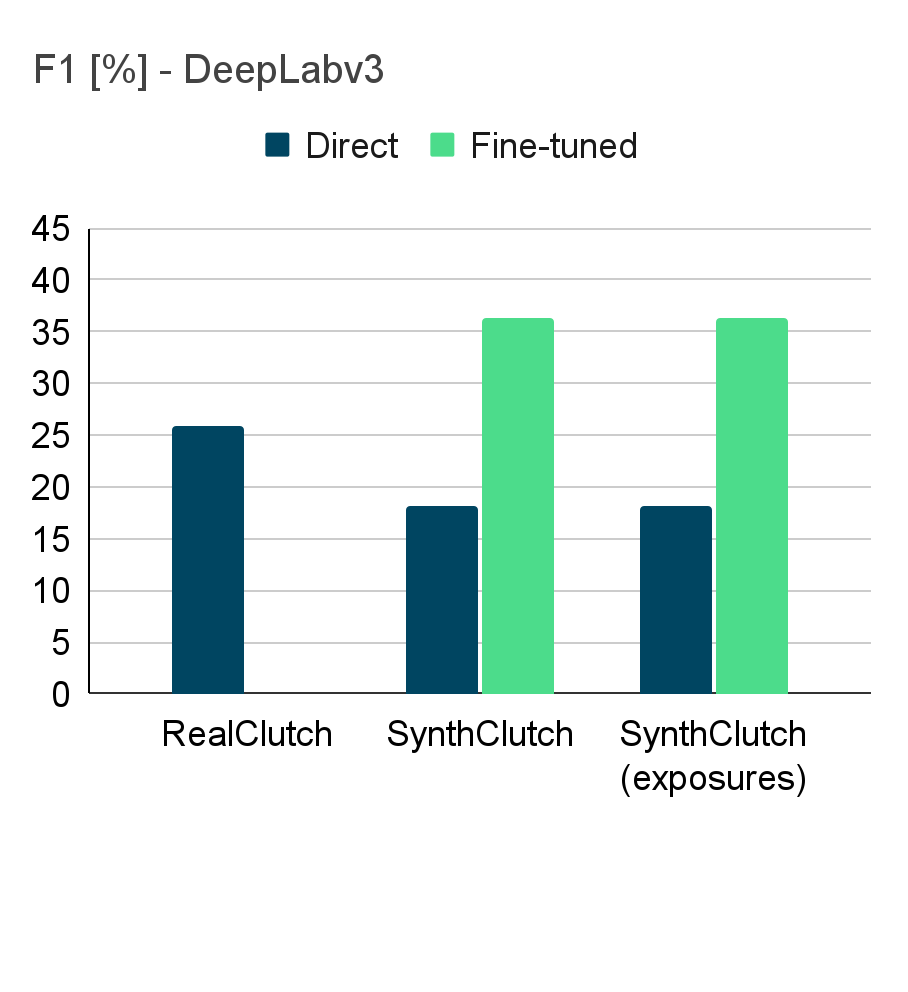 F1 [%] - DeepLabv3
Direct Fine-tuned
45
40
35
30
25
20
15
10
5
0
RealClutch SynthClutch SynthClutch
(exposures)